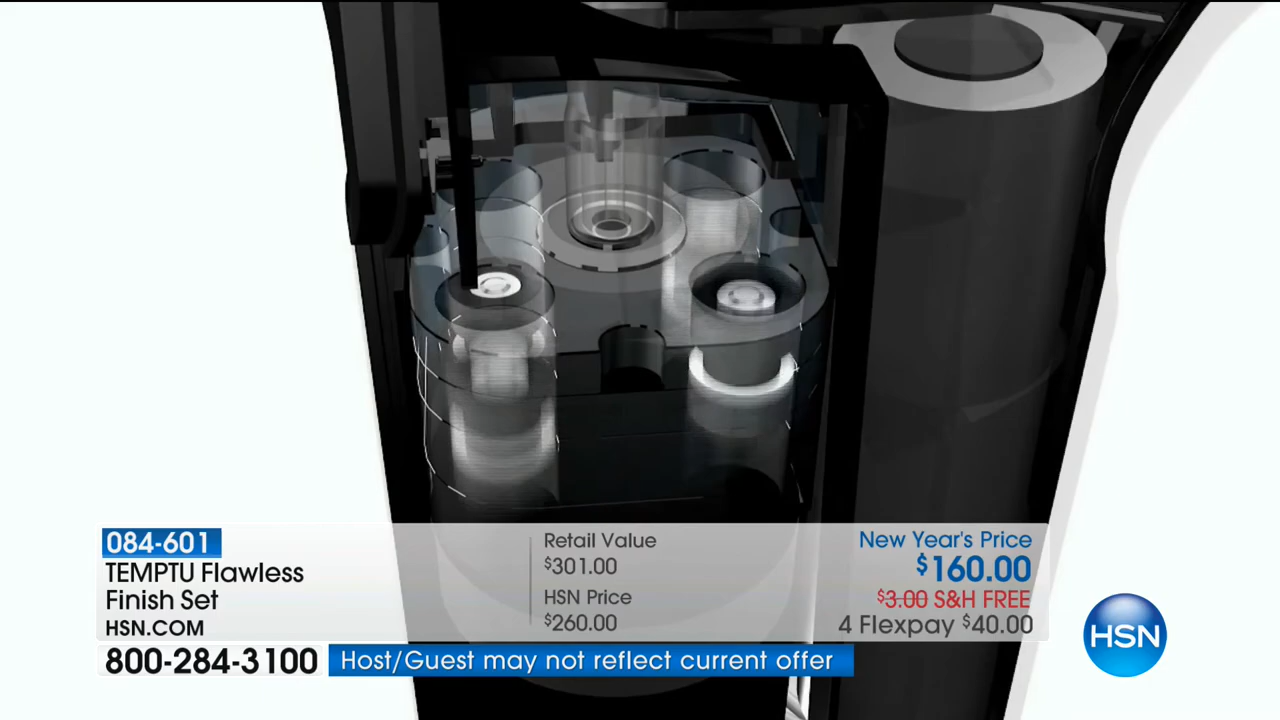 084-601
TEMPTU Flawless
Finish Set
HSN.COM
Retail Value
$301.00
HSN Price
$260.00
New Year's Price
$160.00
$3.00 S&H FREE
4 Flexpay $40.00
800-284-3100
Host/Guest may not reflect current offer
HSN